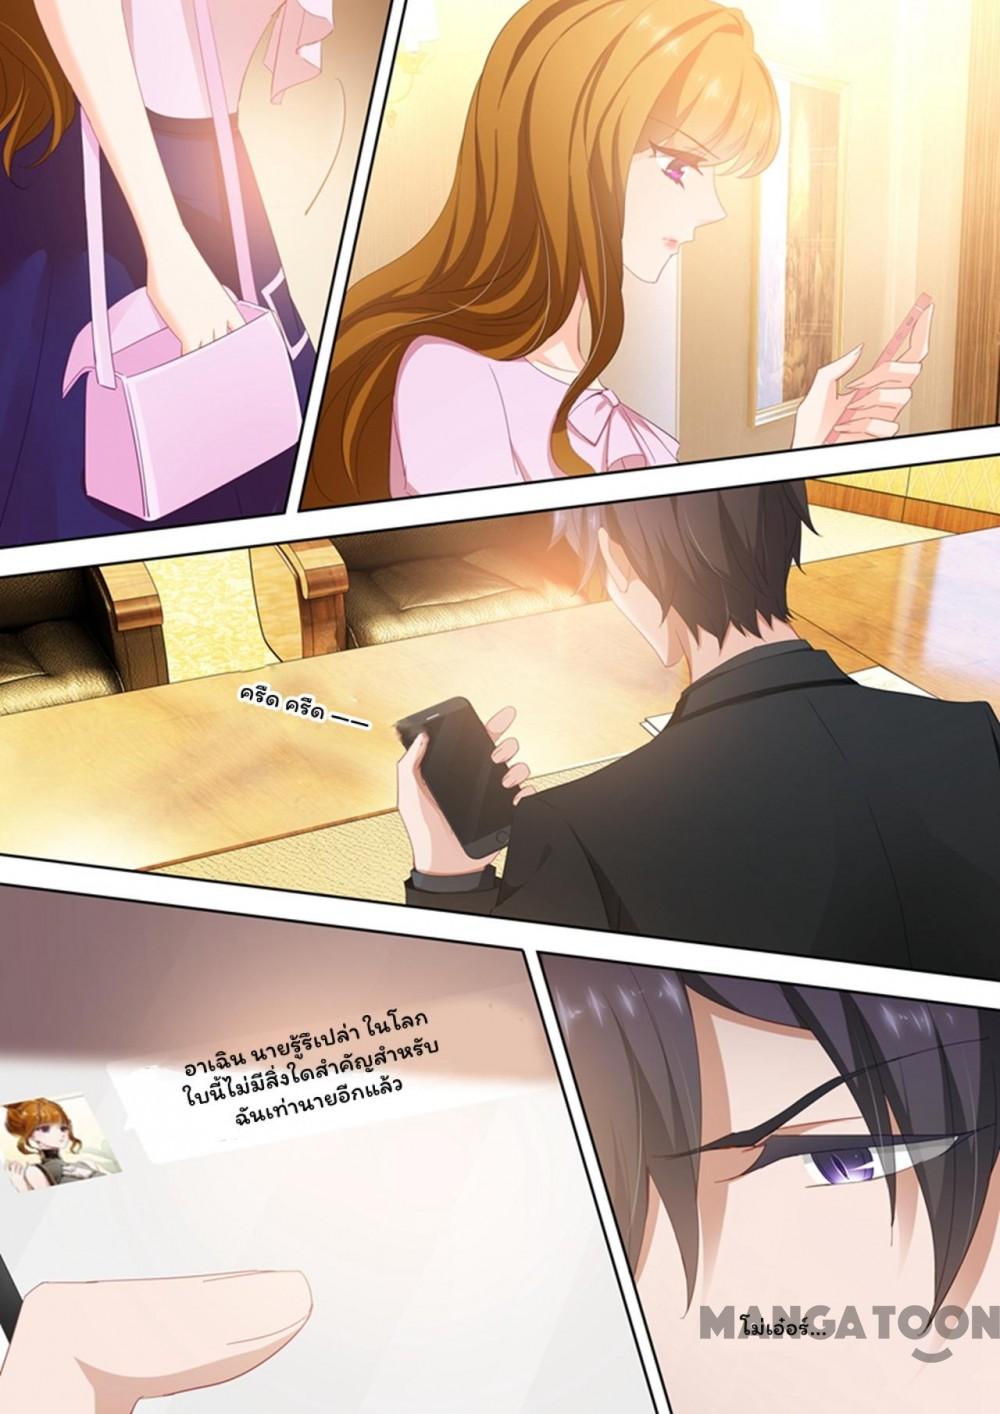 ครืด ครืด ——
อาเฉิน นายรู้รึเปล่า ในโลก
ใบนี้ไม่มีสิ่งใดสำคัญสำหรับ
ฉันเท่านายอีกแล้ว
โม่เอ๋อร์...
MANGATOON